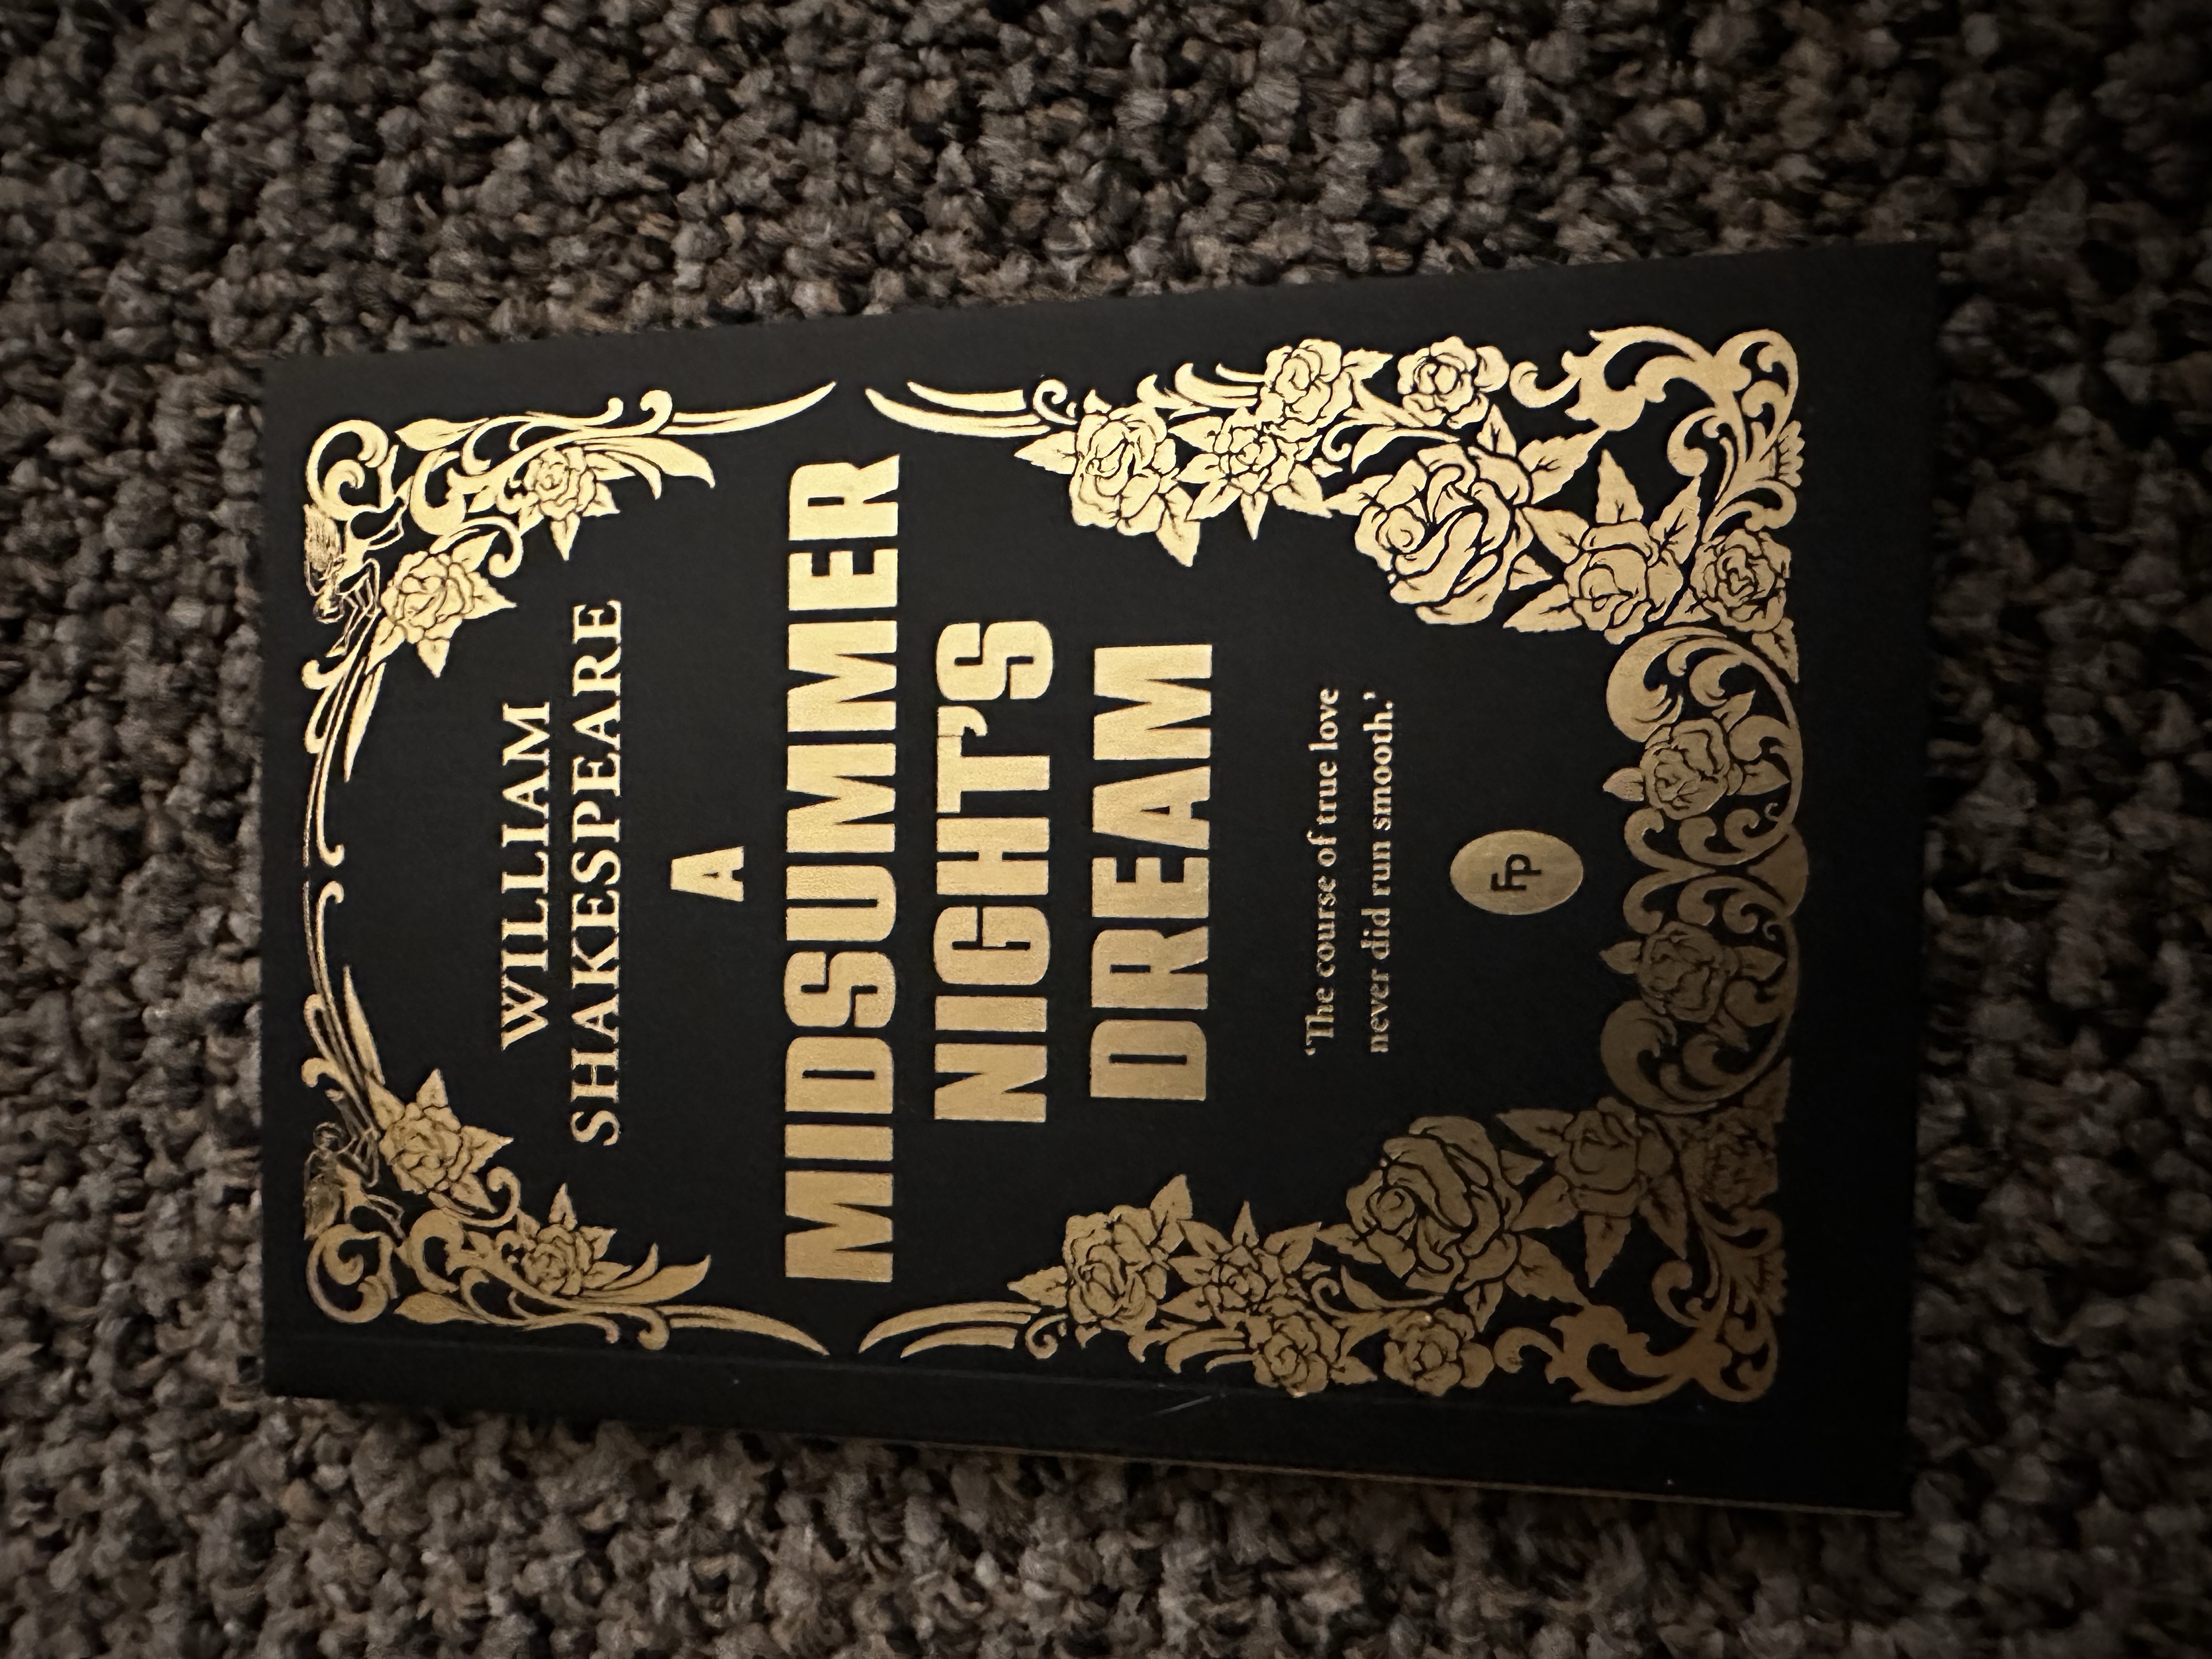 WILLIAM
SHAKESPEARE
A
MIDSUMMER
NIGHT'S
DREAM
‘The course of true love
never did run smooth.’
FP